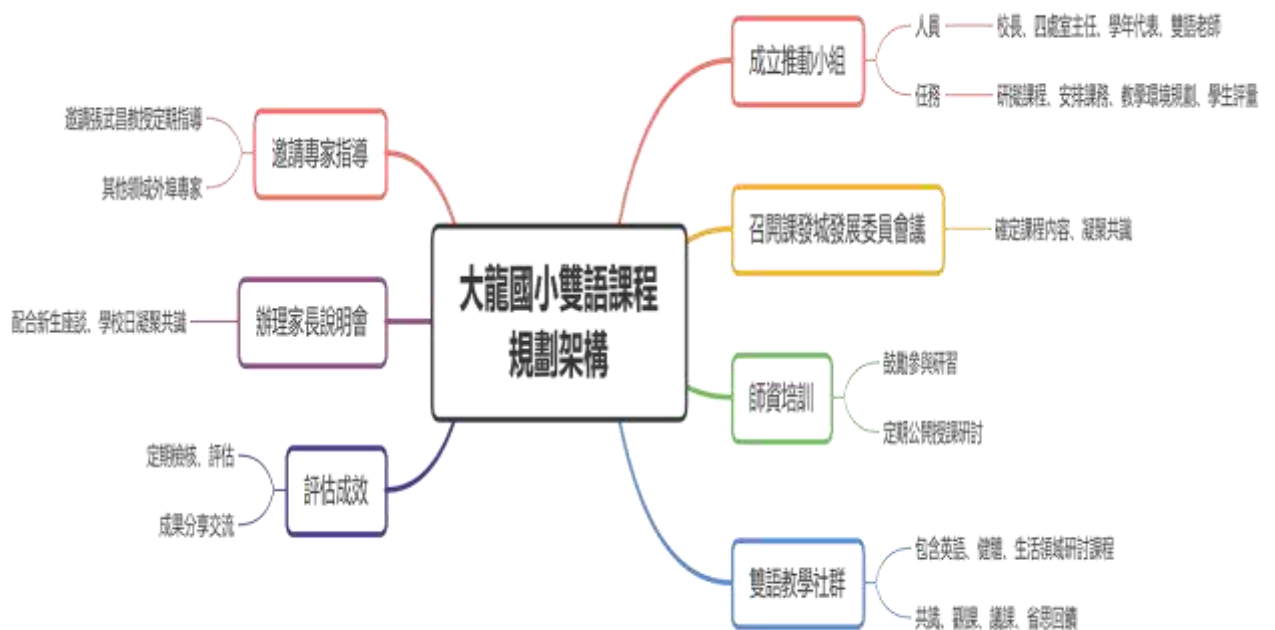 大龍國小雙語課程
規劃架構
成立推動小組
人員
校長、四處室主任、學年代表、雙語老師
任務
研擬課程、安排課務、教學環境規劃、學生評量
召開課發城發展委員會議
確定課程內容、凝聚共識
師資培訓
鼓勵參與研習
定期公開授課研討
雙語教學社群
包含英語、健體、生活領域研討課程
共識、觀課、議課、省思回饋
邀請專家指導
邀請張武昌教授定期指導
其他領域外埠專家
辦理家長說明會
配合新生座談、學校日凝聚共識
評估成效
定期檢核、評估
成果分享交流